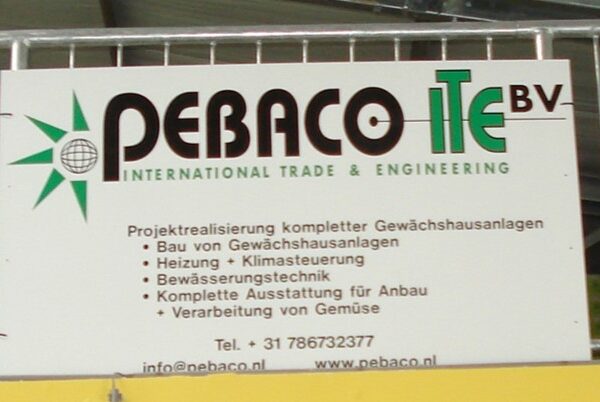 PEBACO ITE BV
INTERNATIONAL TRADE & ENGINEERING
Projektrealisierung kompletter Gewächshausanlagen
• Bau von Gewächshausanlagen
• Heizung + Klimasteuerung
• Bewässerungstechnik
• Komplette Ausstattung für Anbau
+ Verarbeitung von Gemüse
Tel. + 31 786732377
info@pebaco.nl www.pebaco.nl